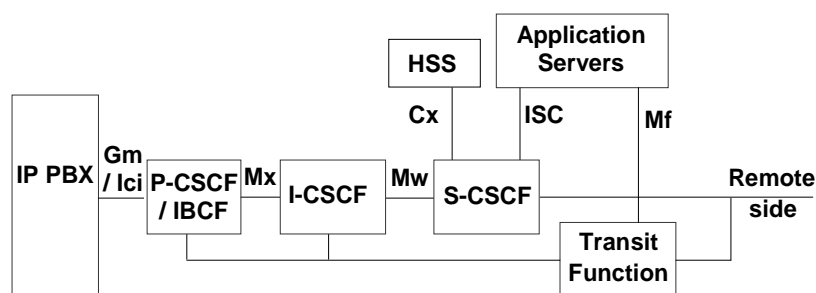 Application
Servers
HSS
Cx
ISC
Mf
IP PBX
Gm
/ Ici
P-CSCF
/ IBCF
Mx
I-CSCF
Mw
S-CSCF
Remote
side
Transit
Function